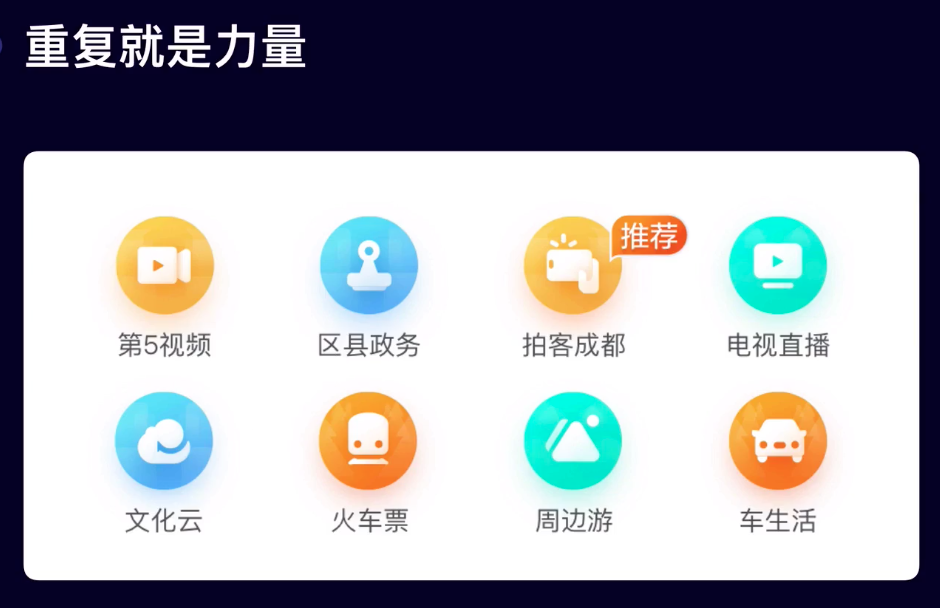 重复就是力量
推荐
第5视频
区县政务
拍客成都
电视直播
文化云
火车票
周边游
车生活